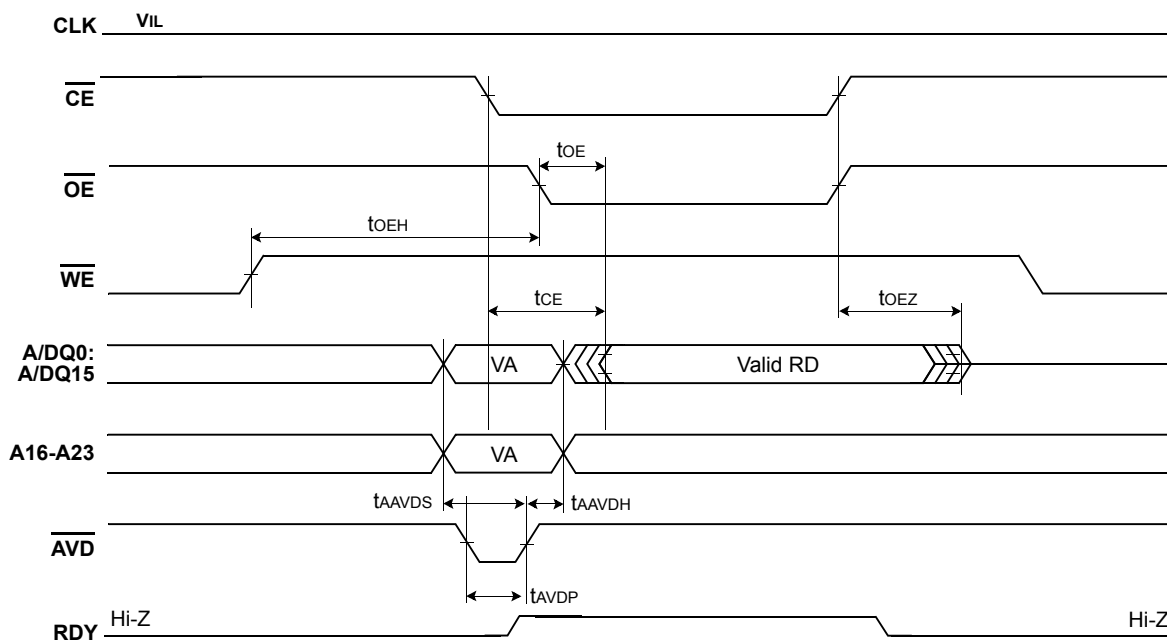 CLK VIL
CE
OE
tOE
tOEH
WE
tCE
tOEZ
A/DQ0:
A/DQ15
VA
Valid RD
A16-A23
VA
tAAVDS
tAAVDH
AVD
tAVDP
RDY
Hi-Z
Hi-Z